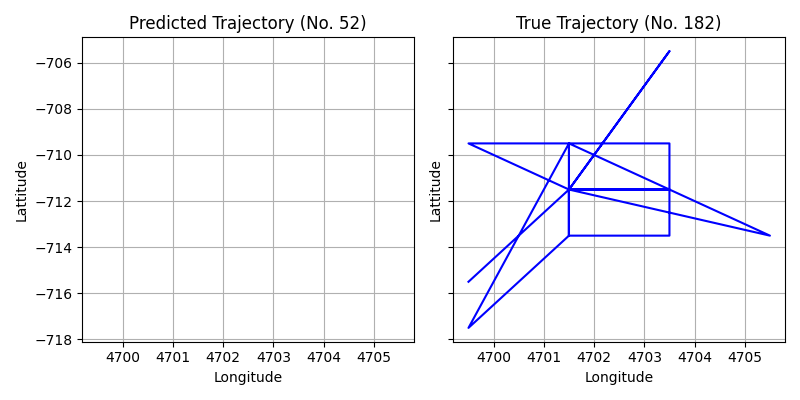 Predicted Trajectory (No. 52)
True Trajectory (No. 182)
−706
−708
−710
−712
−714
−716
−718
Lattitude
Lattitude
4700 4701 4702 4703 4704 4705
4700 4701 4702 4703 4704 4705
Longitude
Longitude